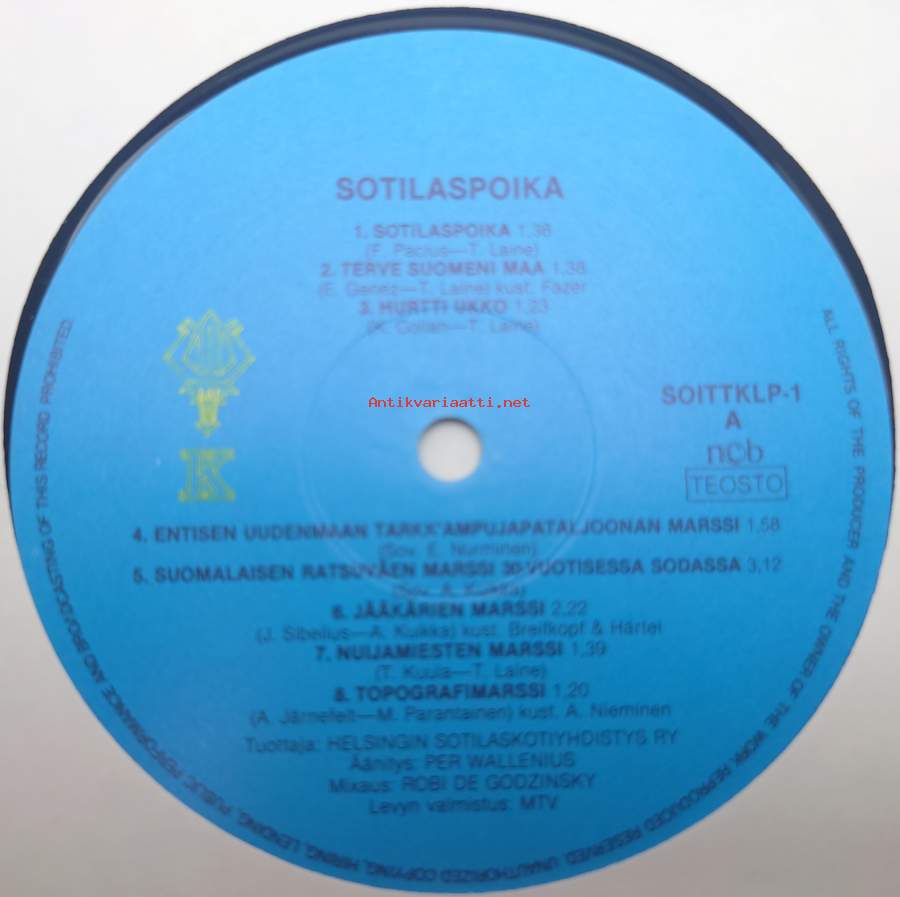 SOTILASPOIKA
1. SOTILASPOIKA 1,38
(F. Pacius—T. Laine)
2. TERVE SUOMENI MAA 1,38
(E. Genetz—T. Laine) kust. Fazer
3. HURTTI UKKO 1,23
(K. Collan—T. Laine)
Antikvariaatti.net
SOITTKLP-1
A
ncb
TEOSTO
K
4. ENTISEN UUDENMAAN TARKK'AMPUJAPATALJOONAN MARSSI 1,58
(Sov. E. Nurminen)
5. SUOMALAISEN RATSUVÄEN MARSSI 30-VUOTISESSA SODASSA 3,12
(Sov. A. Kuikka)
6. JÄÄKÄRIEN MARSSI 2,22
(J. Sibelius—A. Kuikka) kust. Breitkopf & Härtel
7. NUIJAMIESTEN MARSSI 1,39
(T. Kuula—T. Laine)
8. TOPOGRAFIMARSSI 1,20
(A. Järnefelt—M. Parantainen) kust. A. Nieminen
Tuottaja: HELSINGIN SOTILASKOTIYHDISTYS RY
Äänitys: PER WALLENIUS
Miksaus: ROBI DE GODZINSKY
Levyn valmistus: MTV
ALL RIGHTS OF THE PRODUCER AND THE OWNER OF THE WORK REPRODUCED RESERVED. UNAUTHORIZED COPYING, HIRING, LENDING, PUBLIC PERFORMANCE AND BROADCASTING OF THIS RECORD PROHIBITED.